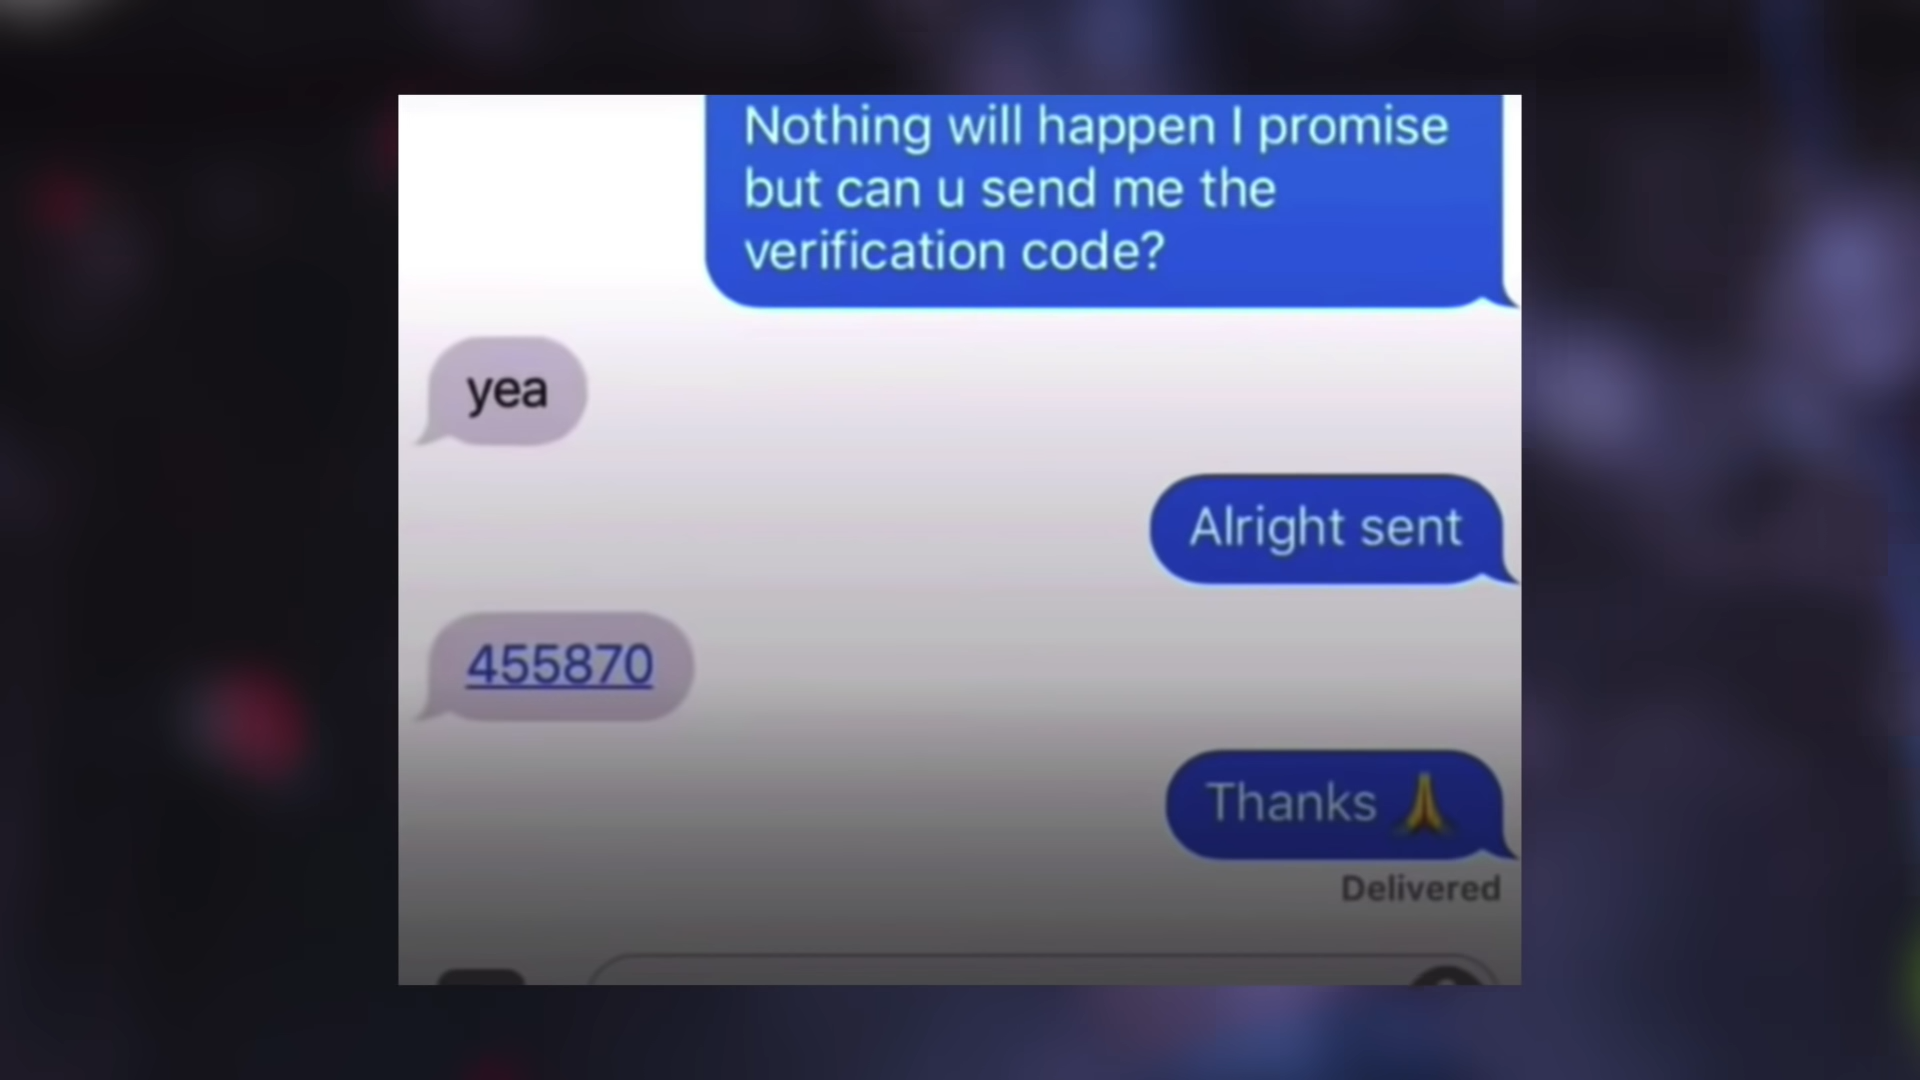 Nothing will happen I promise
but can u send me the
verification code?
yea
Alright sent
455870
Thanks 🙏
Delivered